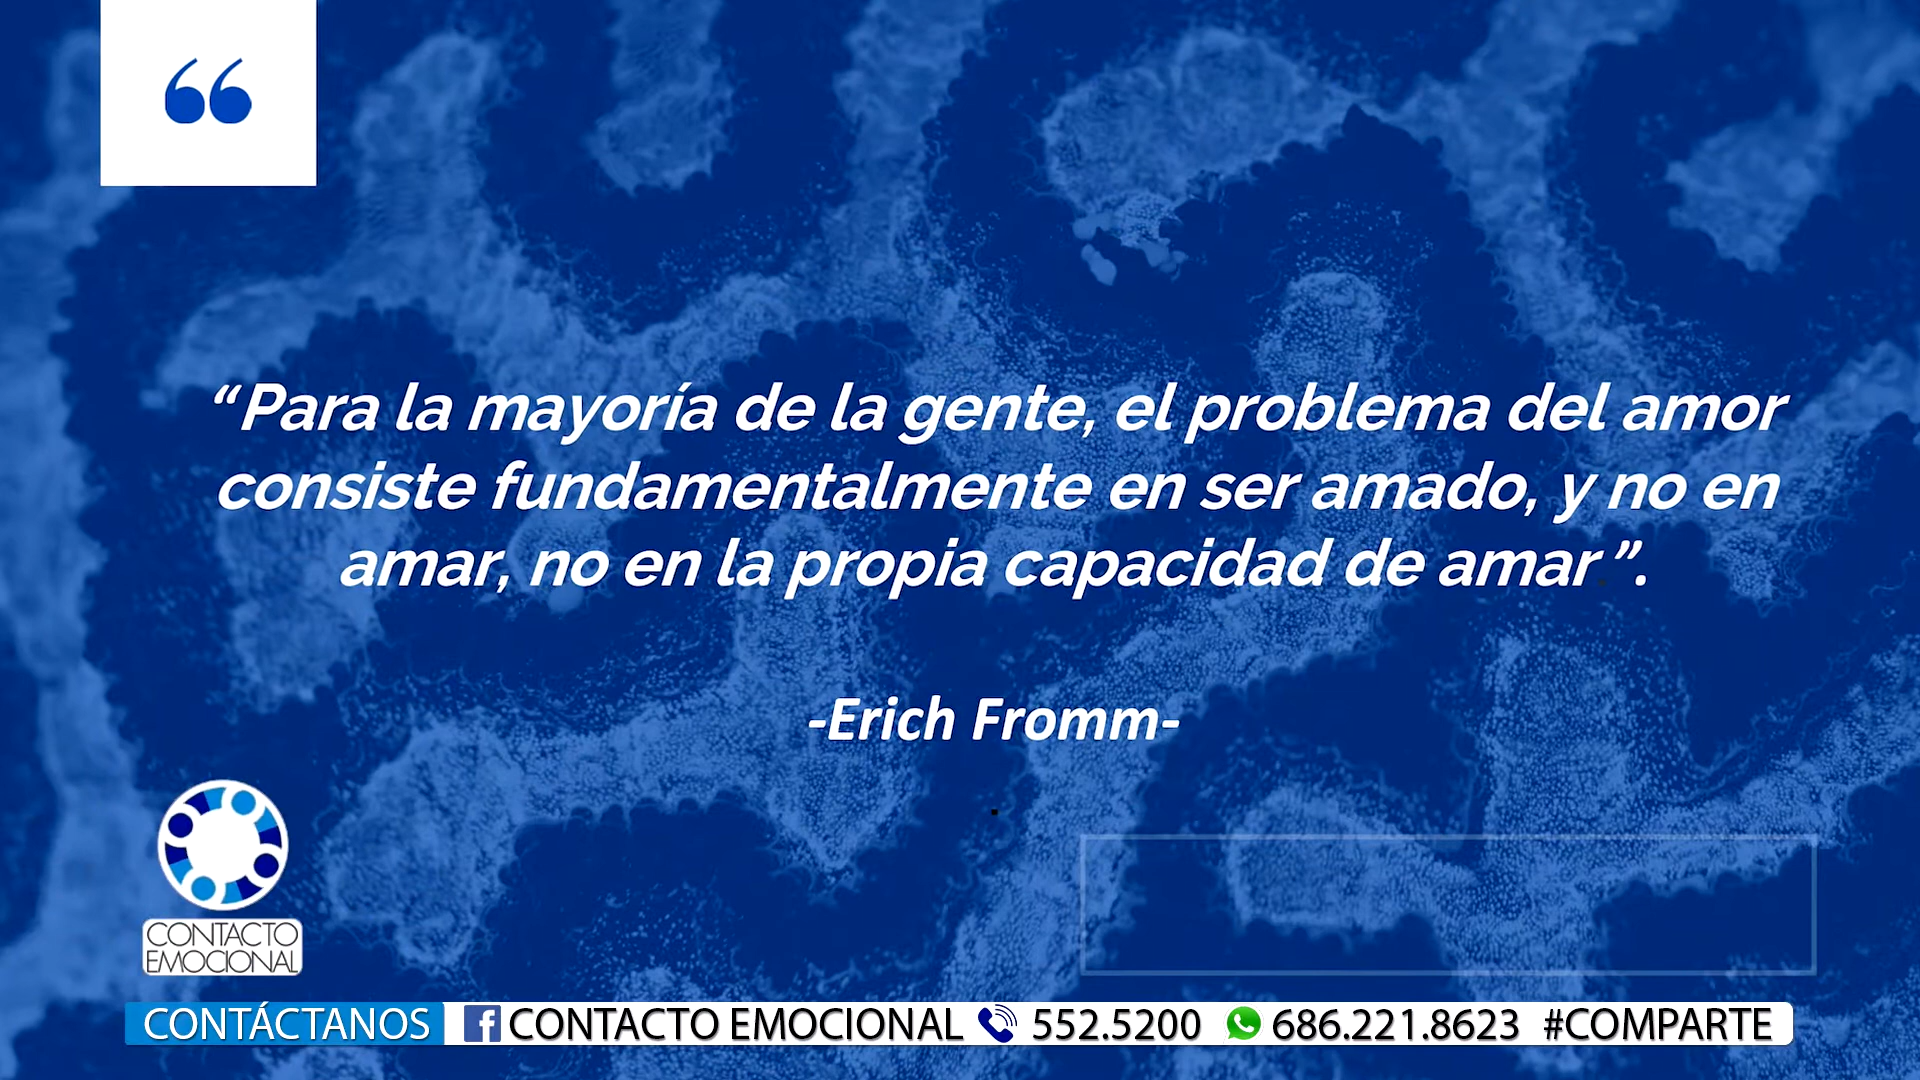 “Para la mayoría de la gente, el problema del amor
consiste fundamentalmente en ser amado, y no en
amar, no en la propia capacidad de amar”.
-Erich Fromm-
CONTACTO
EMOCIONAL
CONTÁCTANOS CONTACTO EMOCIONAL 552.5200 686.221.8623 #COMPARTE